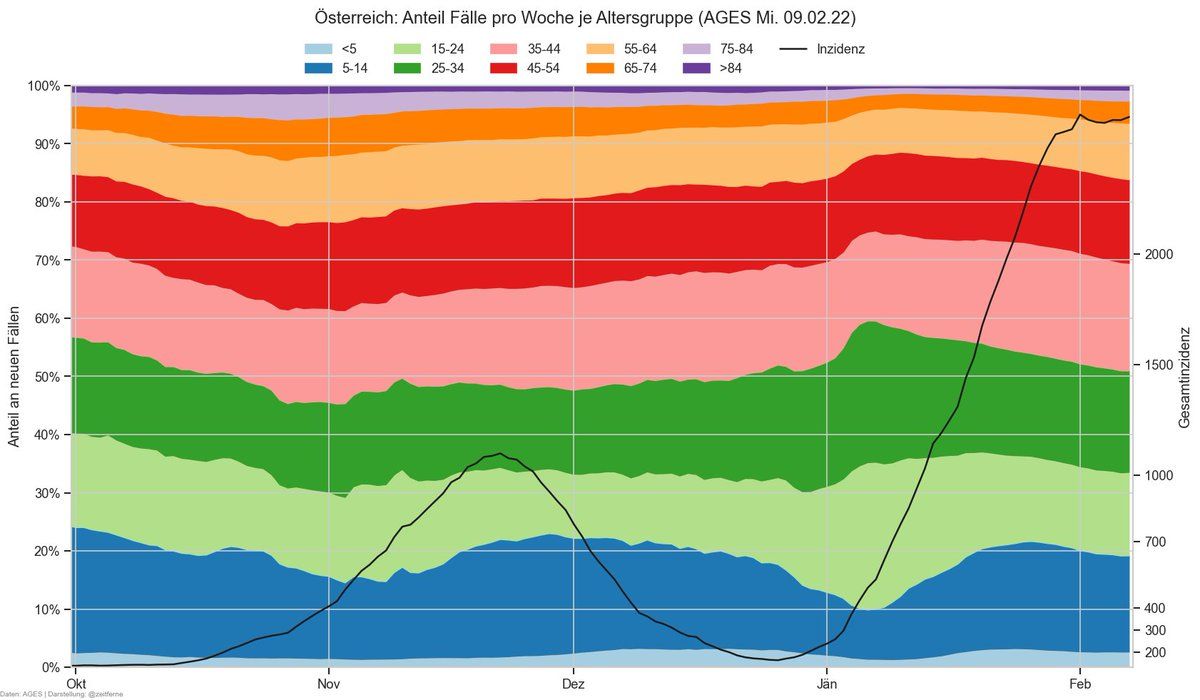 Österreich: Anteil Fälle pro Woche je Altersgruppe (AGES Mi. 09.02.22)
<5 15-24 35-44 55-64 75-84 Inzidenz
5-14 25-34 45-54 65-74 >84
100%
90%
80%
70%
60%
50%
40%
30%
20%
10%
0%
Anteil an neuen Fällen
2000
1500
1000
700
400
300
200
Gesamtinzidenz
Okt Nov Dez Jän Feb
Daten: AGES | Darstellung: @zeitferne